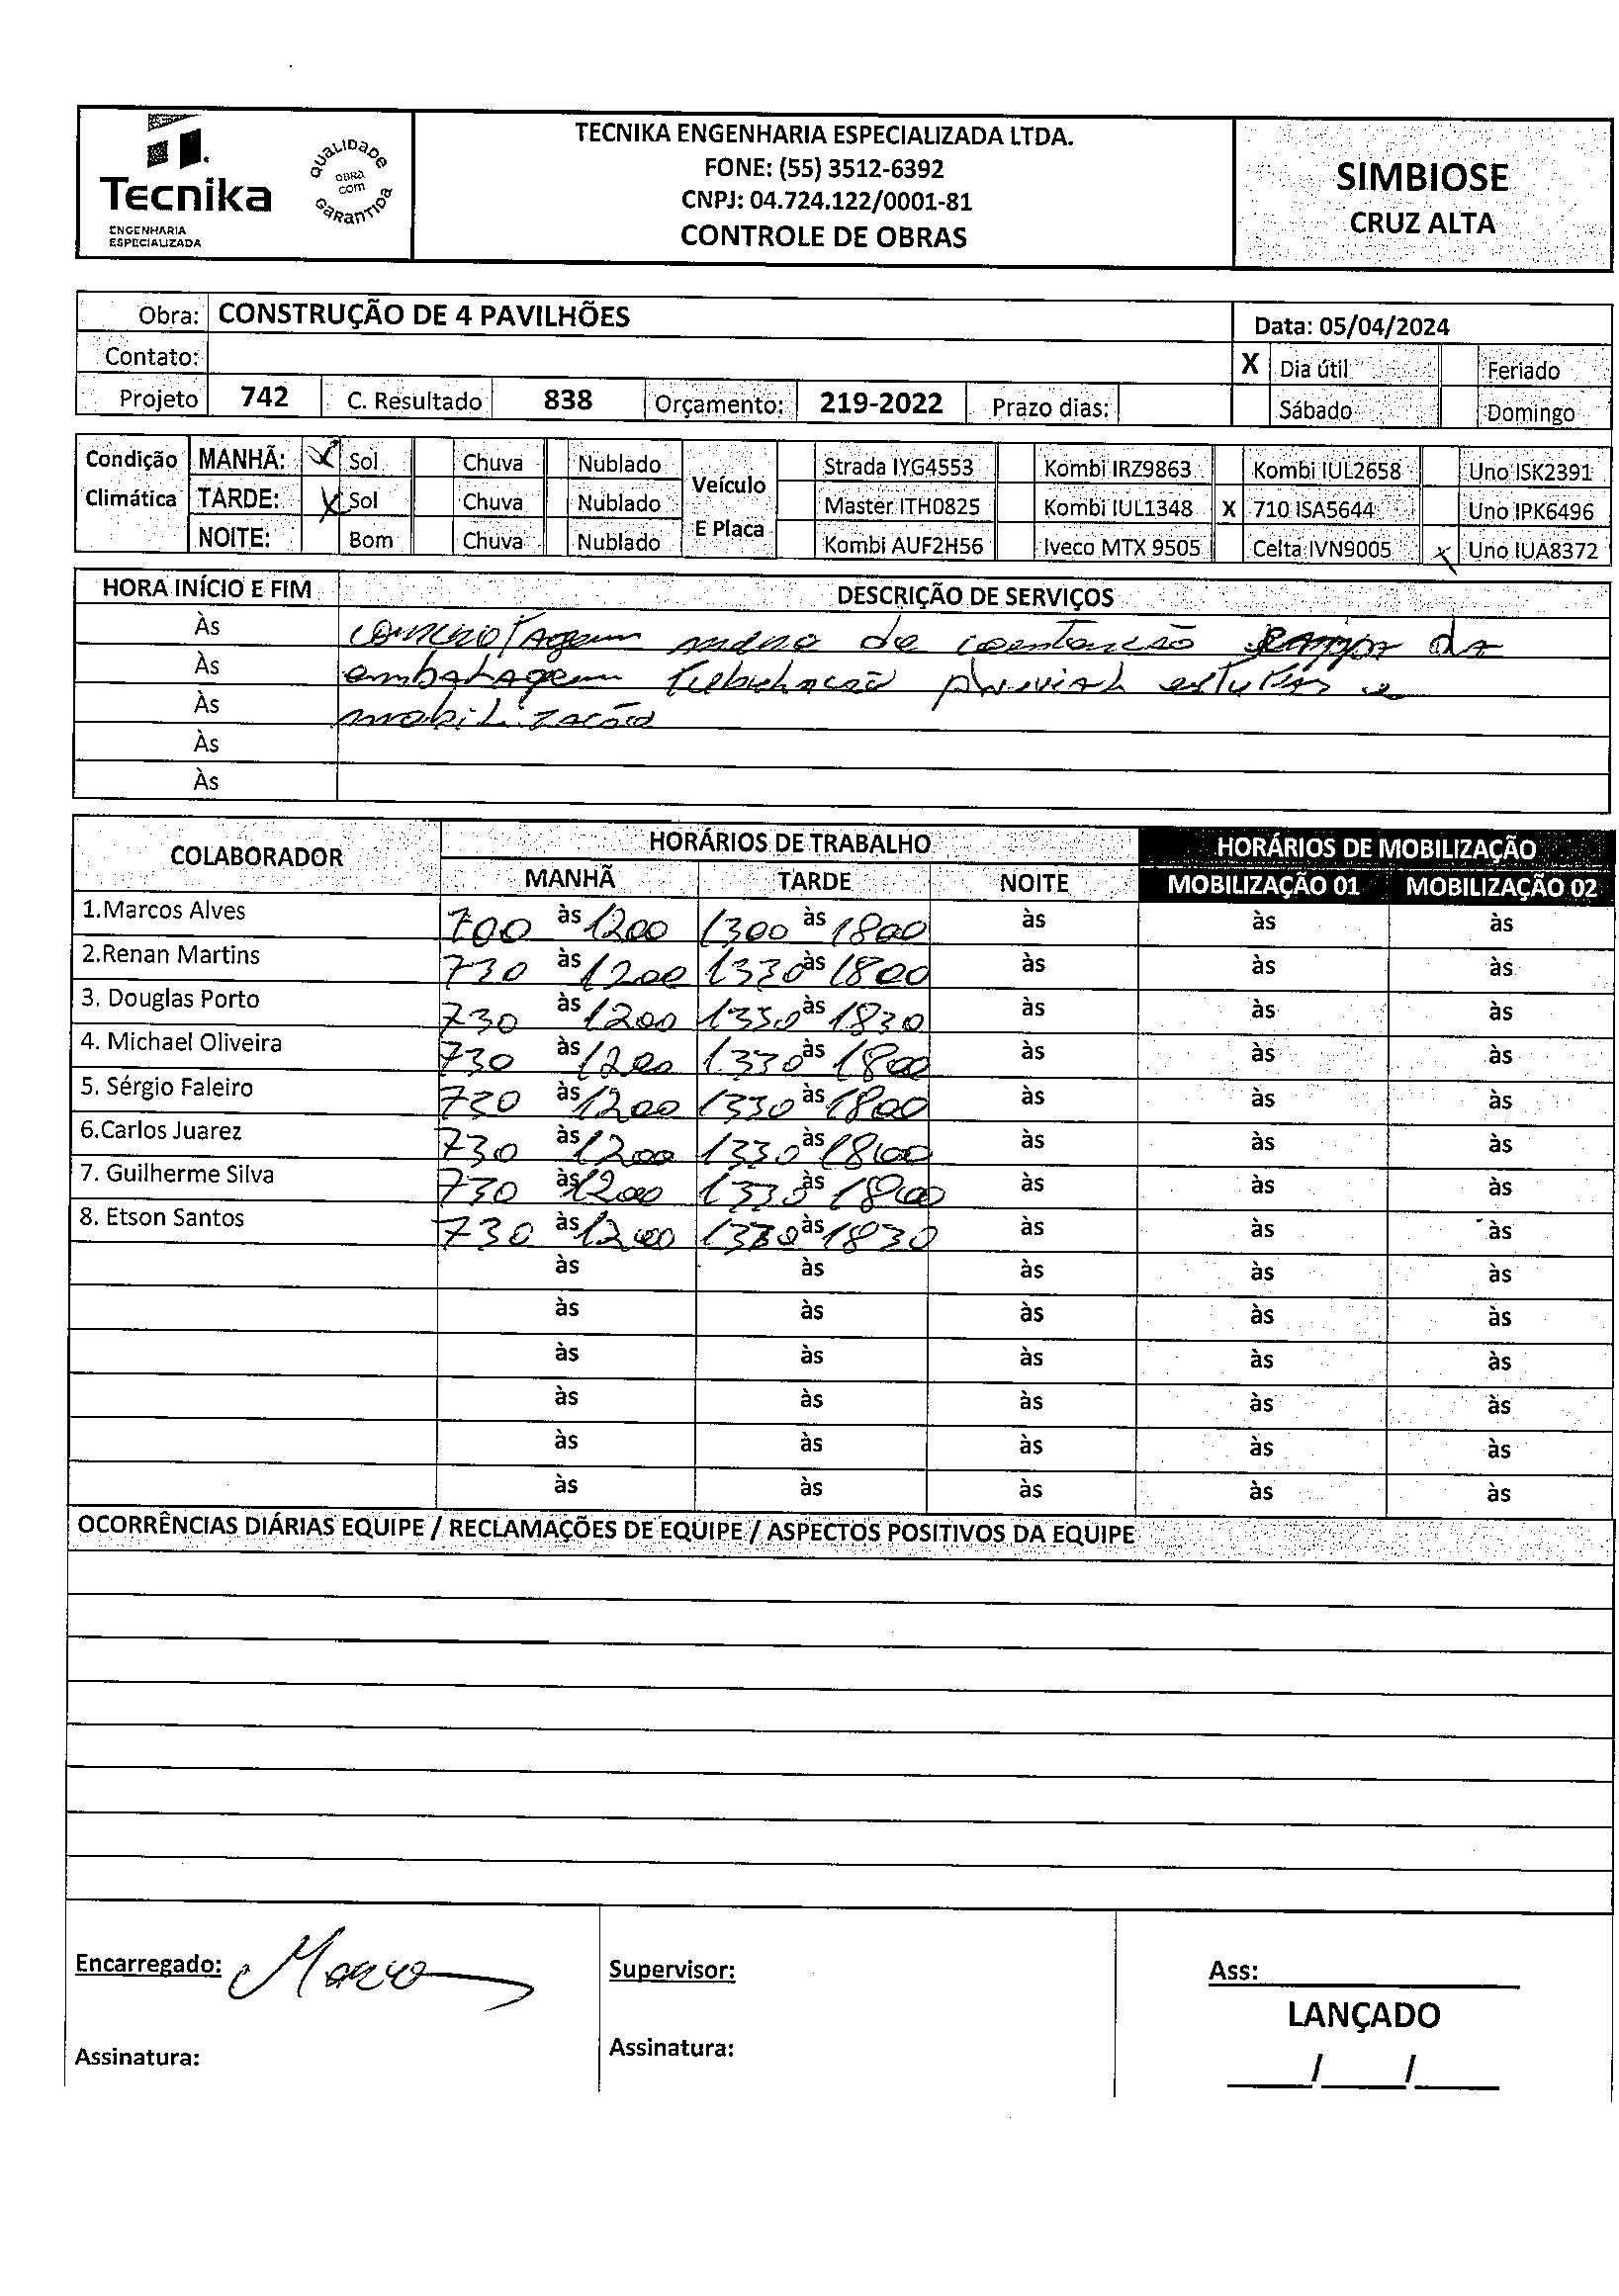 Tecnika
ENGENHARIA
ESPECIALIZADA
QUALIDADE
OBRA
COM
GARANTIDA
TECNIKA ENGENHARIA ESPECIALIZADA LTDA.
FONE: (55) 3512-6392
CNPJ: 04.724.122/0001-81
CONTROLE DE OBRAS
SIMBIOSE
CRUZ ALTA
Obra: CONSTRUÇÃO DE 4 PAVILHÕES
Data: 05/04/2024
Contato:
X Dia útil Feriado
Projeto 742 C. Resultado 838 Orçamento: 219-2022 Prazo dias:
Sábado Domingo
Condição MANHÃ: X Sol Chuva Nublado Veículo Strada IYG4553 Kombi IRZ9863 Kombi IUL2658 Uno ISK2391
Climática TARDE: X Sol Chuva Nublado E Placa Master ITH0825 Kombi IUL1348 X 710 ISA5644 Uno IPK6496
NOITE: Bom Chuva Nublado Kombi AUF2H56 Iveco MTX 9505 Celta IVN9005 X Uno IUA8372
HORA INÍCIO E FIM DESCRIÇÃO DE SERVIÇOS
Às de da
Às embalagem tubulação pluvial e
Às mobilização
Às
Às
COLABORADOR HORÁRIOS DE TRABALHO HORÁRIOS DE MOBILIZAÇÃO
MANHÃ TARDE NOITE MOBILIZAÇÃO 01 MOBILIZAÇÃO 02
1.Marcos Alves 700 às 1200 1300 às 1800 às às às
2.Renan Martins 730 às 1200 1330 às 1800 às às às
3. Douglas Porto 730 às 1200 1330 às 1830 às às às
4. Michael Oliveira 730 às 1200 1330 às 1800 às às às
5. Sérgio Faleiro 730 às 1200 1330 às 1800 às às às
6.Carlos Juarez 730 às 1200 1330 às 1800 às às às
7. Guilherme Silva 730 às 1200 1330 às 1800 às às às
8. Etson Santos 730 às 1200 1330 às 1830 às às às
às às às às às
às às às às às
às às às às às
às às às às às
às às às às às
às às às às às
OCORRÊNCIAS DIÁRIAS EQUIPE / RECLAMAÇÕES DE EQUIPE / ASPECTOS POSITIVOS DA EQUIPE
Encarregado: Supervisor: Ass:
LANÇADO
Assinatura: Assinatura: / /